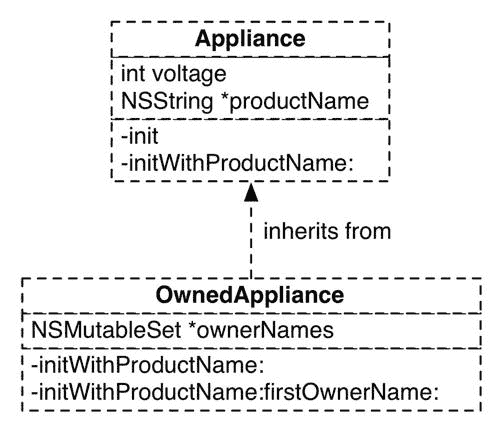 Appliance
int voltage
NSString *productName
-init
-initWithProductName:
inherits from
OwnedAppliance
NSMutableSet *ownerNames
-initWithProductName:
-initWithProductName:firstOwnerName: